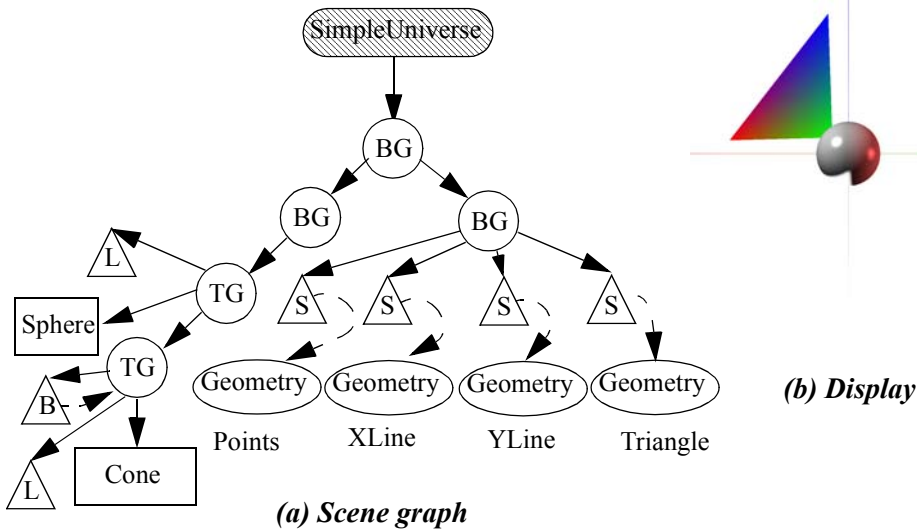 SimpleUniverse
BG
BG
BG
L
TG
S
S
S
S
Sphere
TG
Geometry
Geometry
Geometry
Geometry
B
(b) Display
Points
XLine
YLine
Triangle
L
Cone
(a) Scene graph